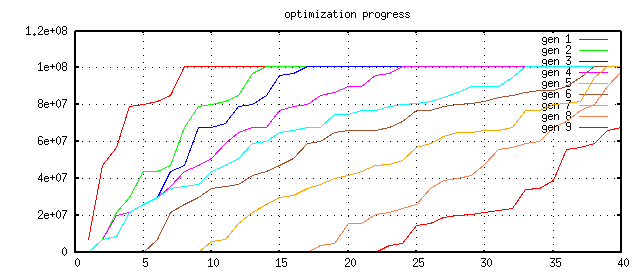 optimization progress
1.2e+08
1e+08
8e+07
6e+07
4e+07
2e+07
0
0 5 10 15 20 25 30 35 40
gen 1
gen 2
gen 3
gen 4
gen 5
gen 6
gen 7
gen 8
gen 9